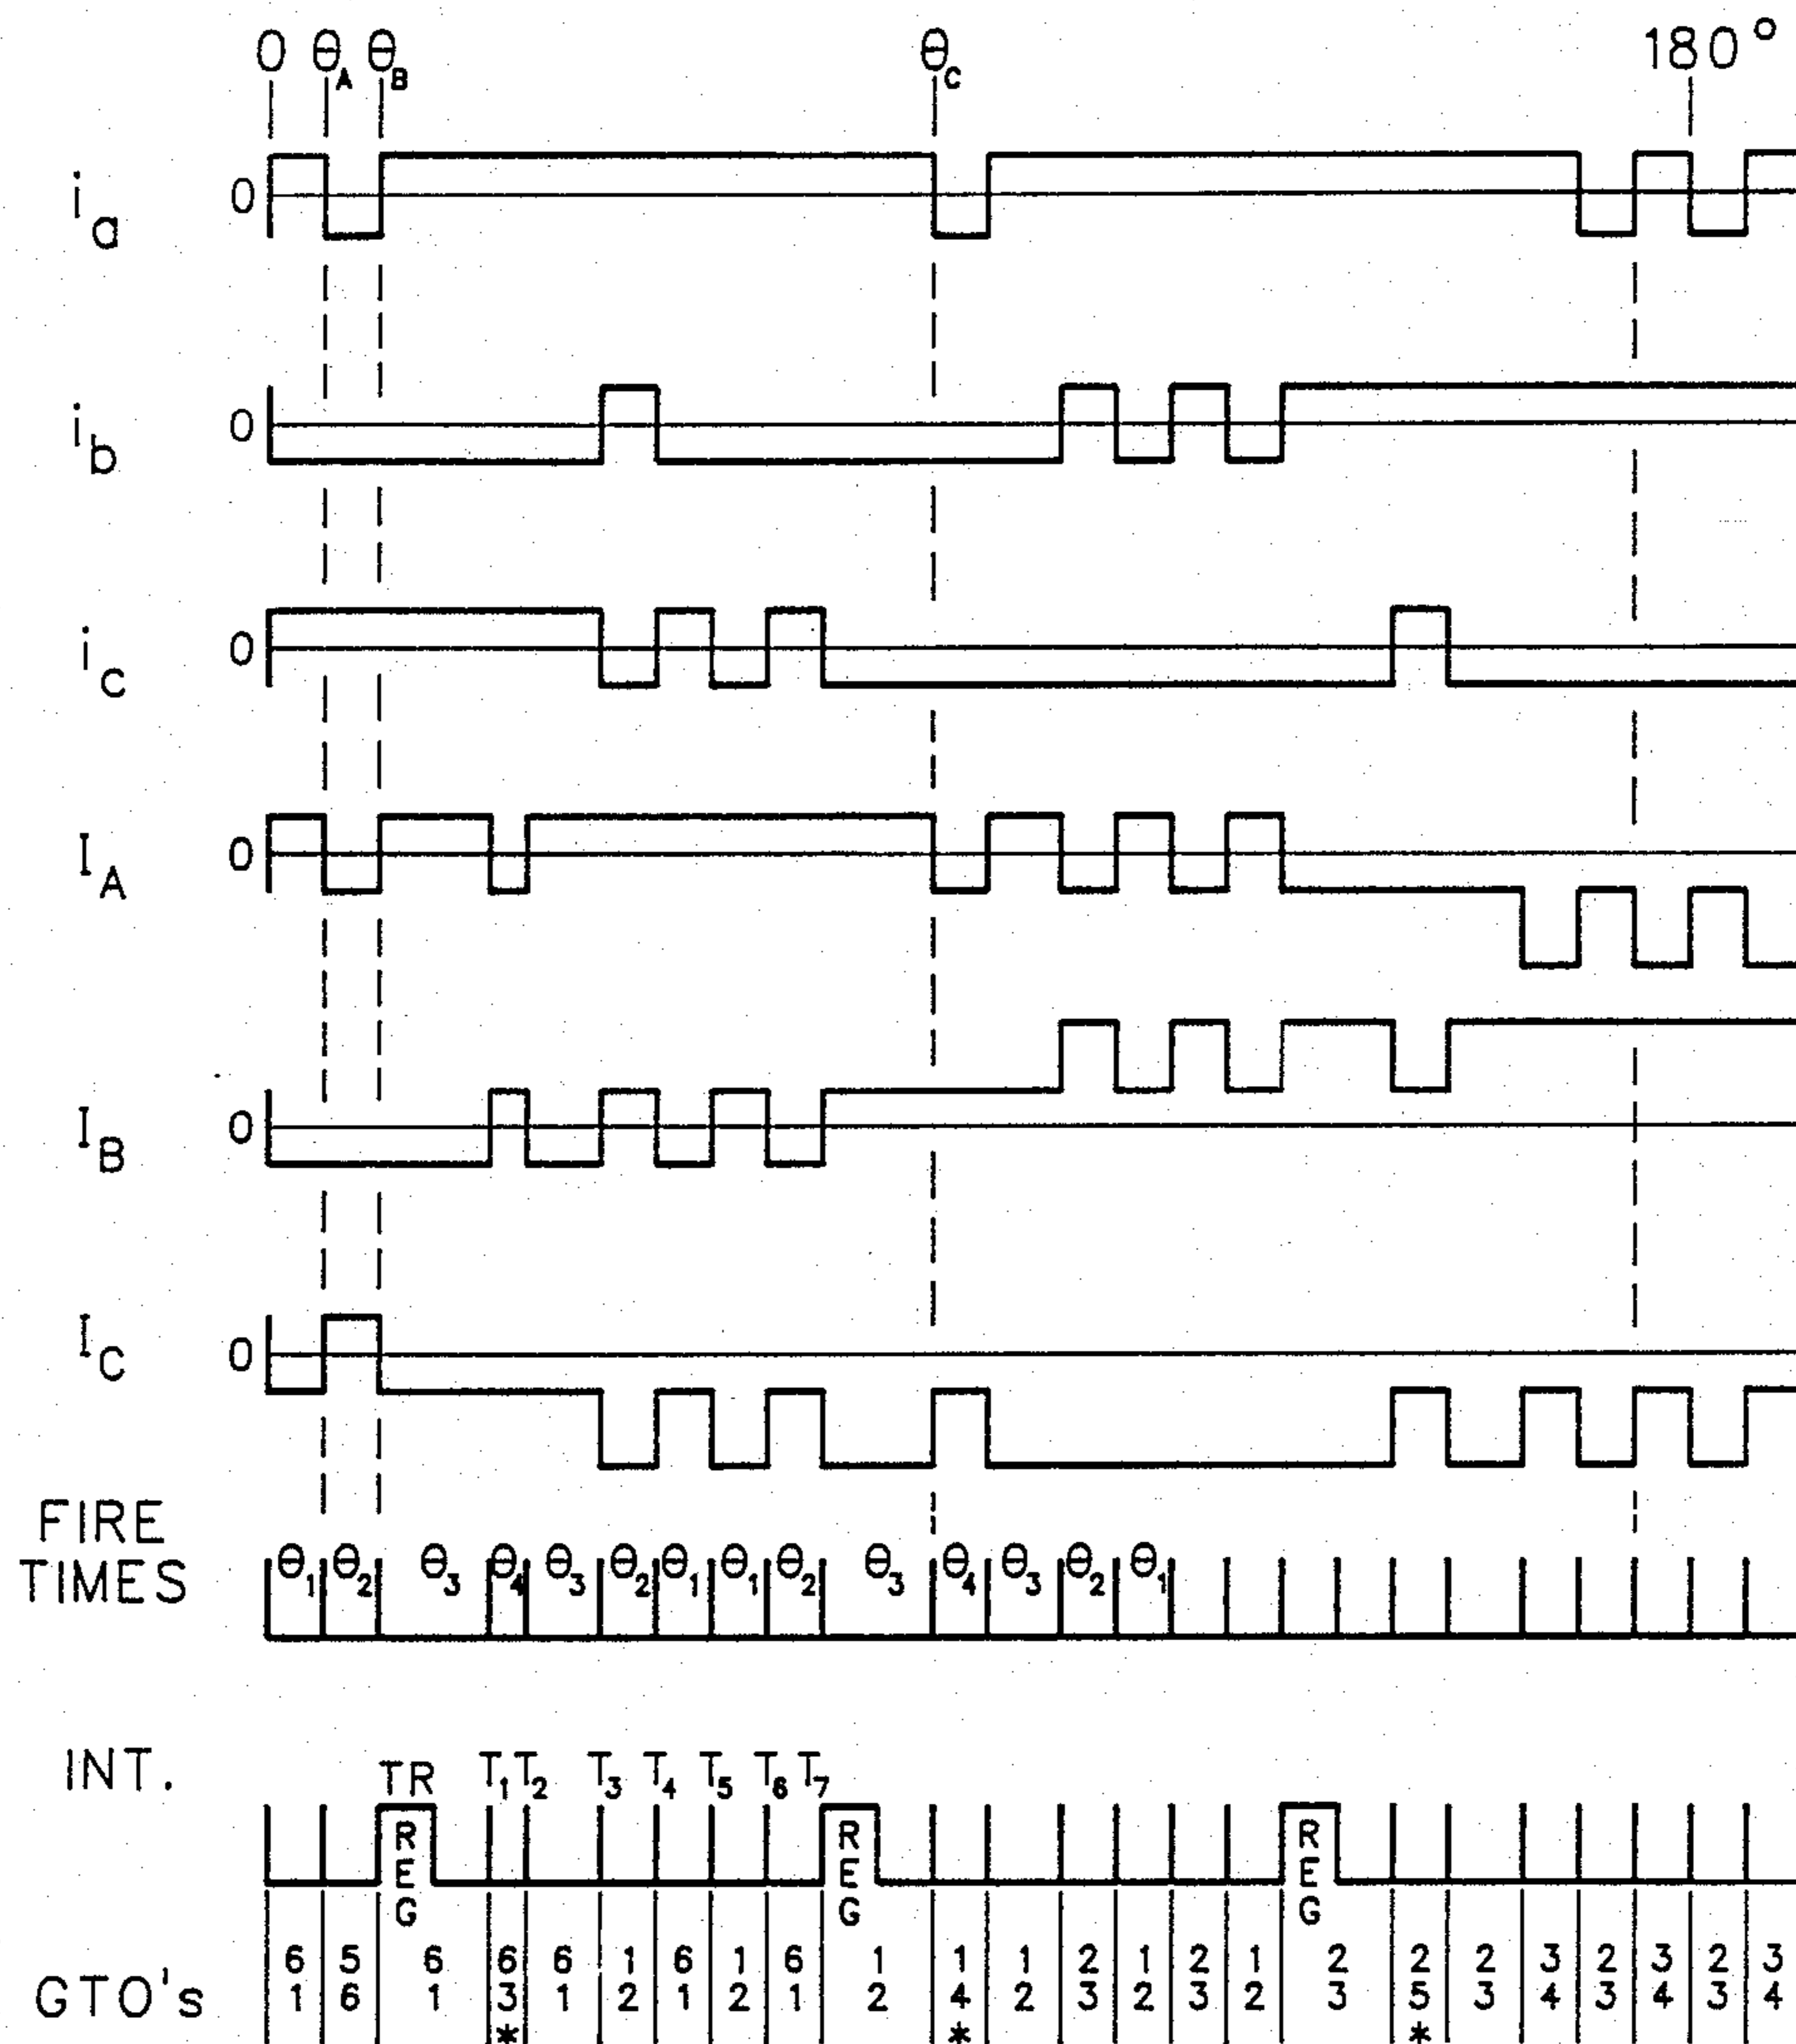 0 θA θB θC 180°
ia 0
ib 0
ic 0
IA 0
IB 0
IC 0
FIRE
TIMES
θ1 θ2 θ3 θ4 θ3 θ2 θ1 θ1 θ2 θ3 θ4 θ3 θ2 θ1
INT.
TR T1 T2 T3 T4 T5 T6 T7
REG REG REG
GTO's
6 5 6 6 6 1 6 1 6 1 1 1 2 1 2 1 2 2 2 3 2 3 2 3
1 6 1 3 1 2 1 2 1 2 4 2 3 2 3 2 3 5 3 4 3 4 3 4
* * *